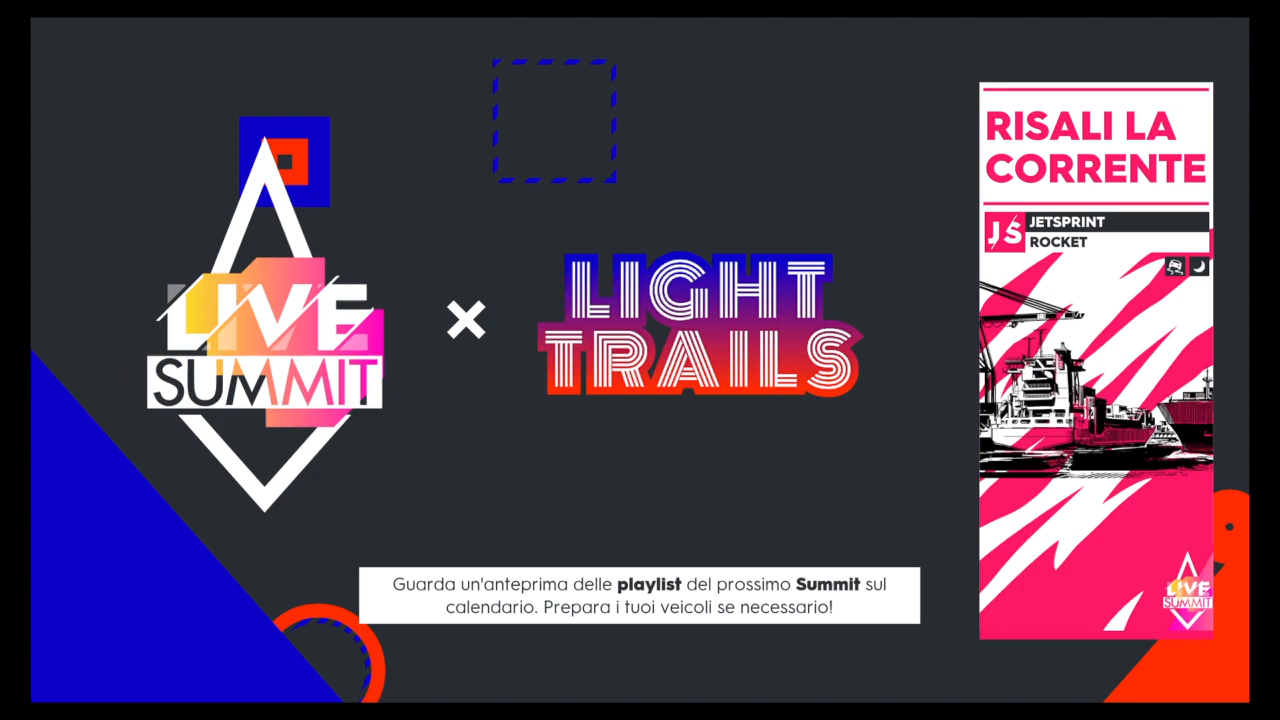 LIVE
SUMMIT
×
LIGHT
TRAILS
RISALI LA
CORRENTE
JS
JETSPRINT
ROCKET
LIVE
SUMMIT
Guarda un'anteprima delle playlist del prossimo Summit sul
calendario. Prepara i tuoi veicoli se necessario!